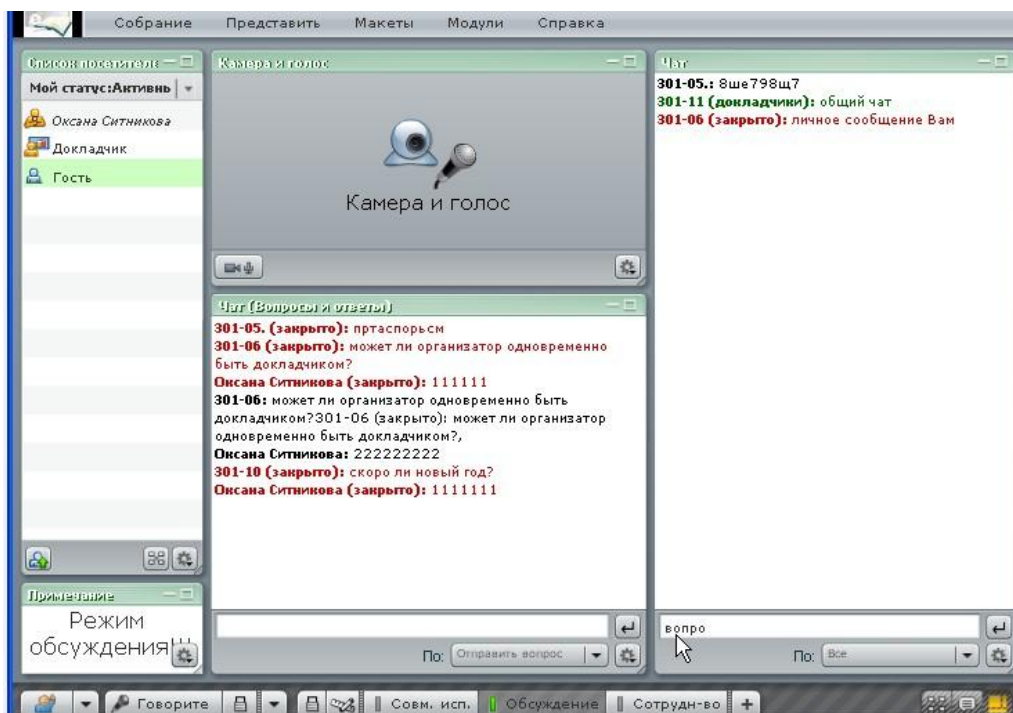 Собрание Представить Макеты Модули Справка
Список посетителе
Мой статус:Активнь
Оксана Ситникова
Докладчик
Гость
Камера и голос
Камера и голос
Чат (Вопросы и ответы)
301-05. (закрыто): пртаспорьсм
301-06 (закрыто): может ли организатор одновременно
быть докладчиком?
Оксана Ситникова (закрыто): 111111
301-06: может ли организатор одновременно быть
докладчиком?301-06 (закрыто): может ли организатор
одновременно быть докладчиком?,
Оксана Ситникова: 222222222
301-10 (закрыто): скоро ли новый год?
Оксана Ситникова (закрыто): 1111111
По: Отправить вопрос
Чат
301-05.: 8ше798щ7
301-11 (докладчики): общий чат
301-06 (закрыто): личное сообщение Вам
вопро
По: Все
Примечание
Режим
обсуждения!!!
Говорите Совм. исп. Обсуждение Сотрудн-во +